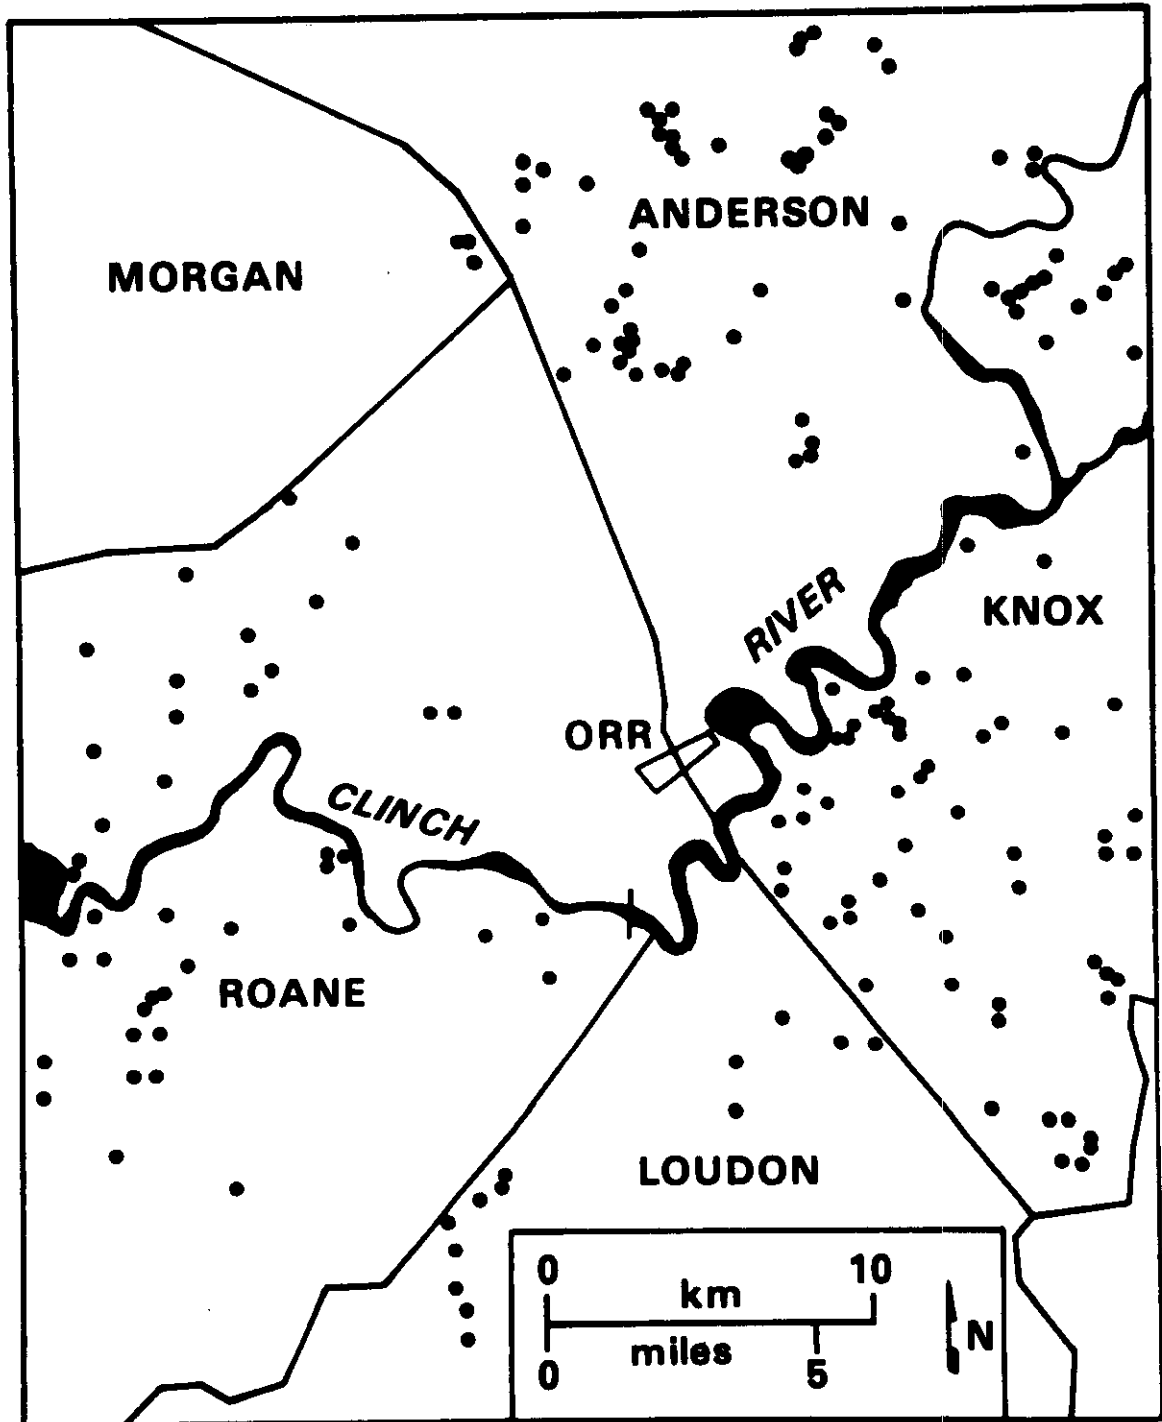 ANDERSON
MORGAN
RIVER
KNOX
ORR
CLINCH
ROANE
LOUDON
0 10
km
miles
0 5
N